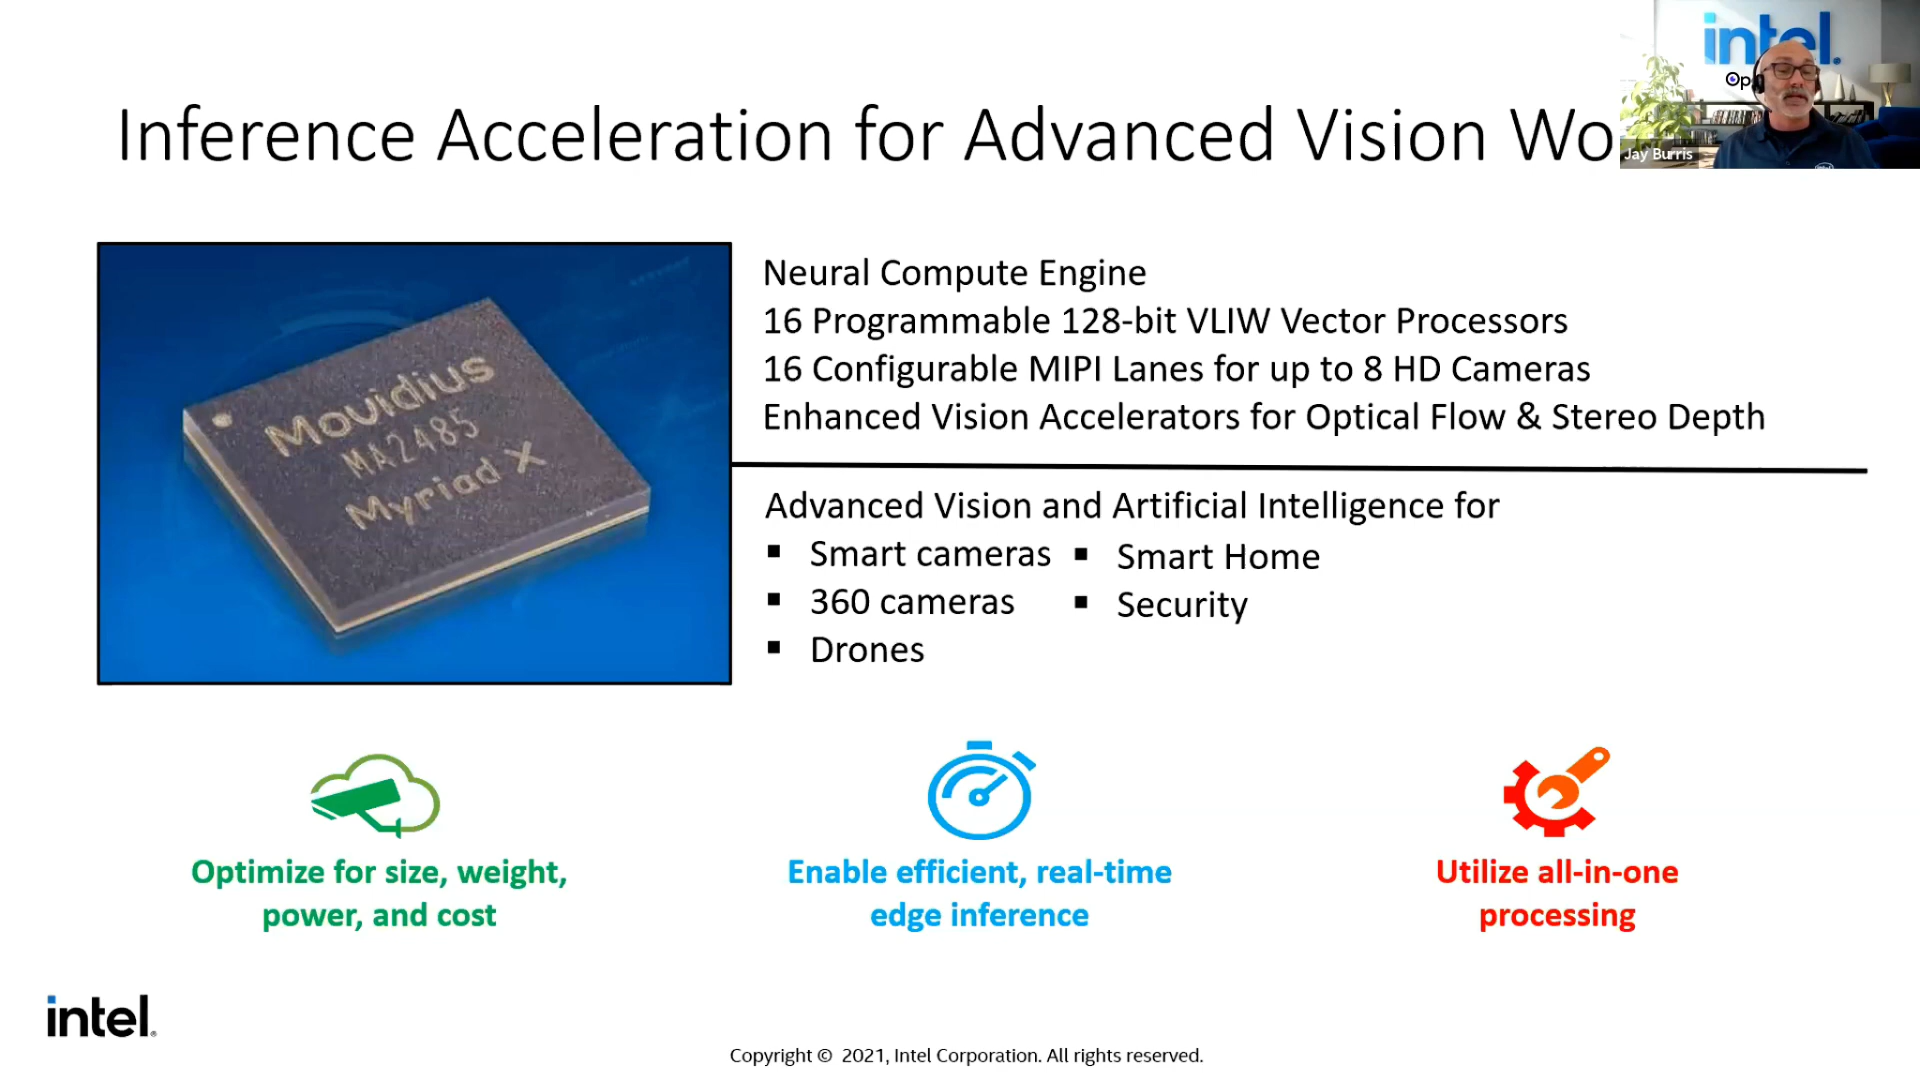 intel.
Op
Jay Burris
Inference Acceleration for Advanced Vision Wo
Movidius
MA2485
Myriad X
Neural Compute Engine
16 Programmable 128-bit VLIW Vector Processors
16 Configurable MIPI Lanes for up to 8 HD Cameras
Enhanced Vision Accelerators for Optical Flow & Stereo Depth
Advanced Vision and Artificial Intelligence for
▪ Smart cameras
▪ 360 cameras
▪ Drones
▪ Smart Home
▪ Security
Optimize for size, weight,
power, and cost
Enable efficient, real-time
edge inference
Utilize all-in-one
processing
intel.
Copyright © 2021, Intel Corporation. All rights reserved.